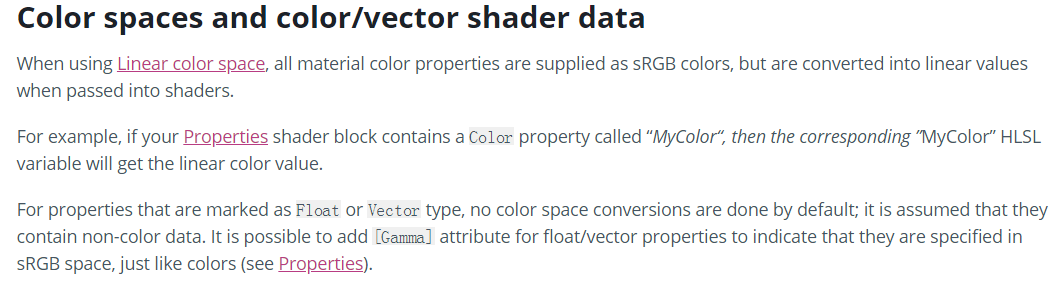 Color spaces and color/vector shader data
When using Linear color space, all material color properties are supplied as sRGB colors, but are converted into linear values
when passed into shaders.
For example, if your Properties shader block contains a Color property called “MyColor“, then the corresponding ”MyColor” HLSL
variable will get the linear color value.
For properties that are marked as Float or Vector type, no color space conversions are done by default; it is assumed that they
contain non-color data. It is possible to add [Gamma] attribute for float/vector properties to indicate that they are specified in
sRGB space, just like colors (see Properties).